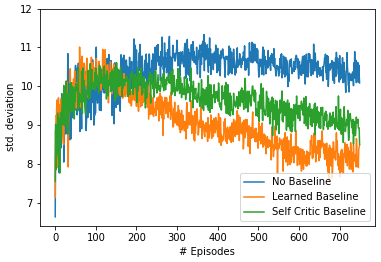 12
11
10
9
8
7
std. deviation
0 100 200 300 400 500 600 700
# Episodes
No Baseline
Learned Baseline
Self Critic Baseline